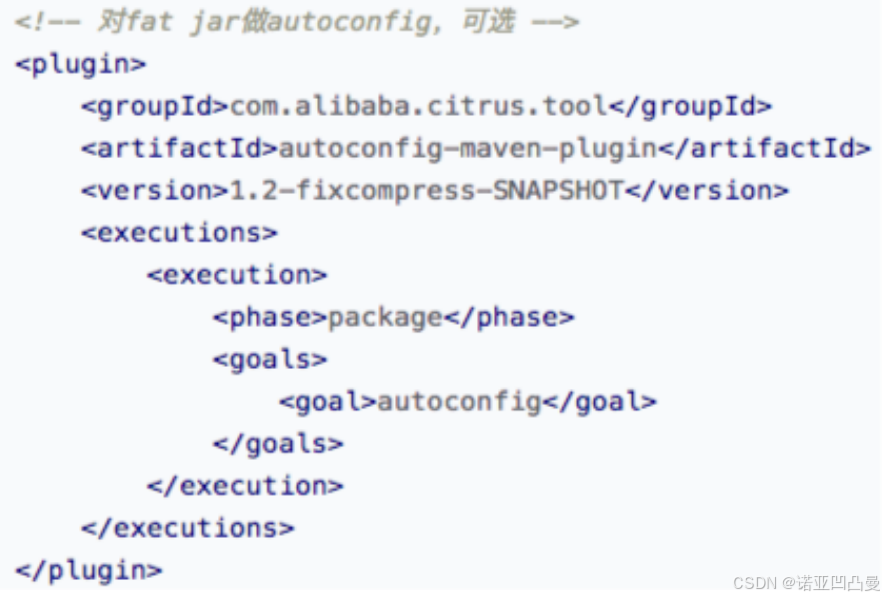 <!-- 对fat jar做autoconfig, 可选 -->
<plugin>
    <groupId>com.alibaba.citrus.tool</groupId>
    <artifactId>autoconfig-maven-plugin</artifactId>
    <version>1.2-fixcompress-SNAPSHOT</version>
    <executions>
        <execution>
            <phase>package</phase>
            <goals>
                <goal>autoconfig</goal>
            </goals>
        </execution>
    </executions>
</plugin>
CSDN @诺亚凹凸曼